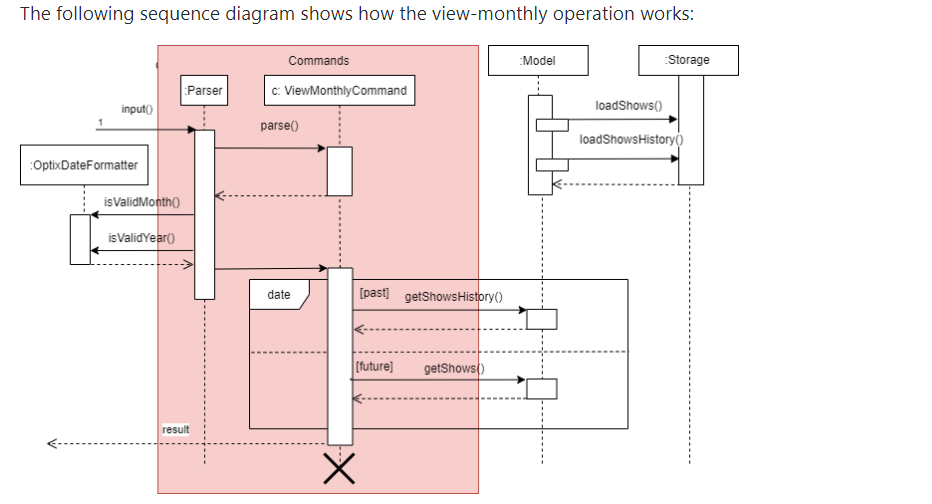 The following sequence diagram shows how the view-monthly operation works:
Commands
:Model
:Storage
:Parser
c: ViewMonthlyCommand
input()
1
parse()
loadShows()
loadShowsHistory()
:OptixDateFormatter
isValidMonth()
isValidYear()
date
[past]
getShowsHistory()
[future]
getShows()
result